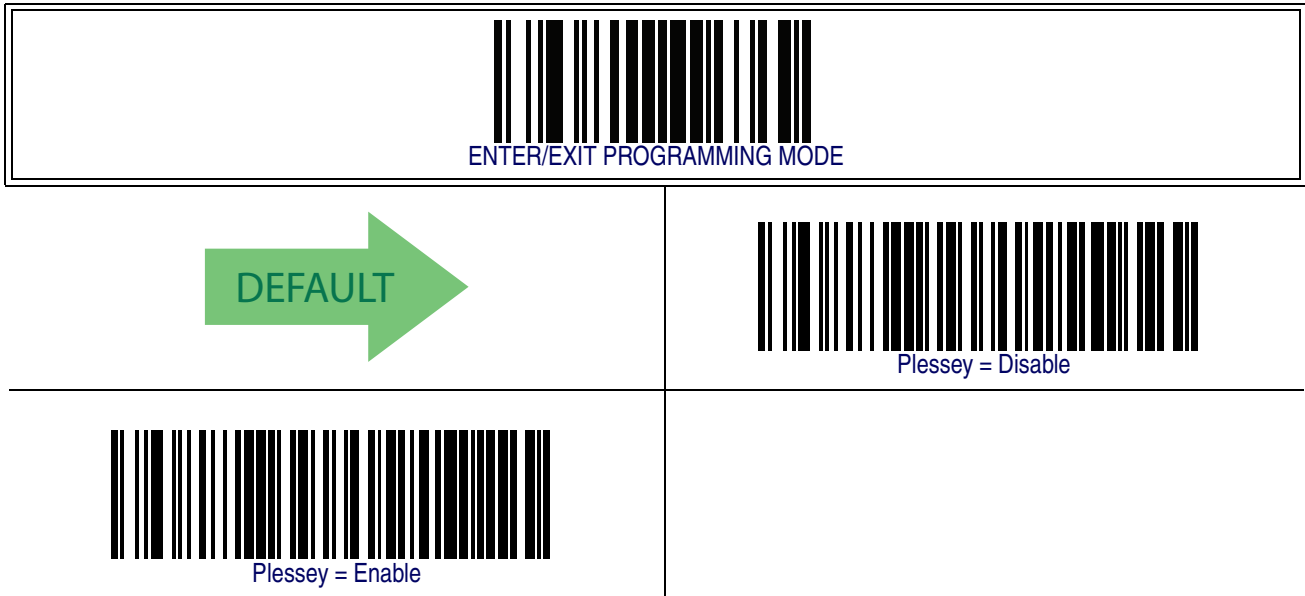 ENTER/EXIT PROGRAMMING MODE
DEFAULT
Plessey = Disable
Plessey = Enable